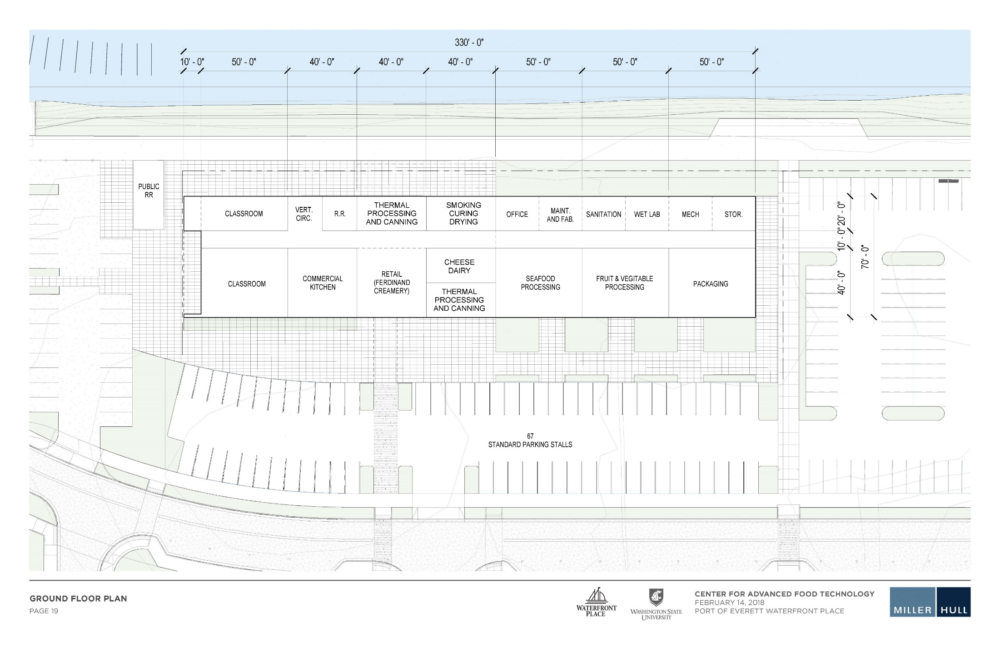 330' - 0"
10' - 0"
50' - 0"
40' - 0"
40' - 0"
40' - 0"
50' - 0"
50' - 0"
50' - 0"
PUBLIC
RR
CLASSROOM
VERT.
CIRC.
R.R.
THERMAL
PROCESSING
AND CANNING
SMOKING
CURING
DRYING
OFFICE
MAINT.
AND FAB.
SANITATION
WET LAB
MECH
STOR.
20' - 0"
10' - 0"
40' - 0"
70' - 0"
CLASSROOM
COMMERCIAL
KITCHEN
RETAIL
(FERDINAND
CREAMERY)
CHEESE
DAIRY
THERMAL
PROCESSING
AND CANNING
SEAFOOD
PROCESSING
FRUIT & VEGITABLE
PROCESSING
PACKAGING
67
STANDARD PARKING STALLS
GROUND FLOOR PLAN
PAGE 19
WATERFRONT
PLACE
WASHINGTON STATE
UNIVERSITY
CENTER FOR ADVANCED FOOD TECHNOLOGY
FEBRUARY 14, 2018
PORT OF EVERETT WATERFRONT PLACE
MILLER HULL